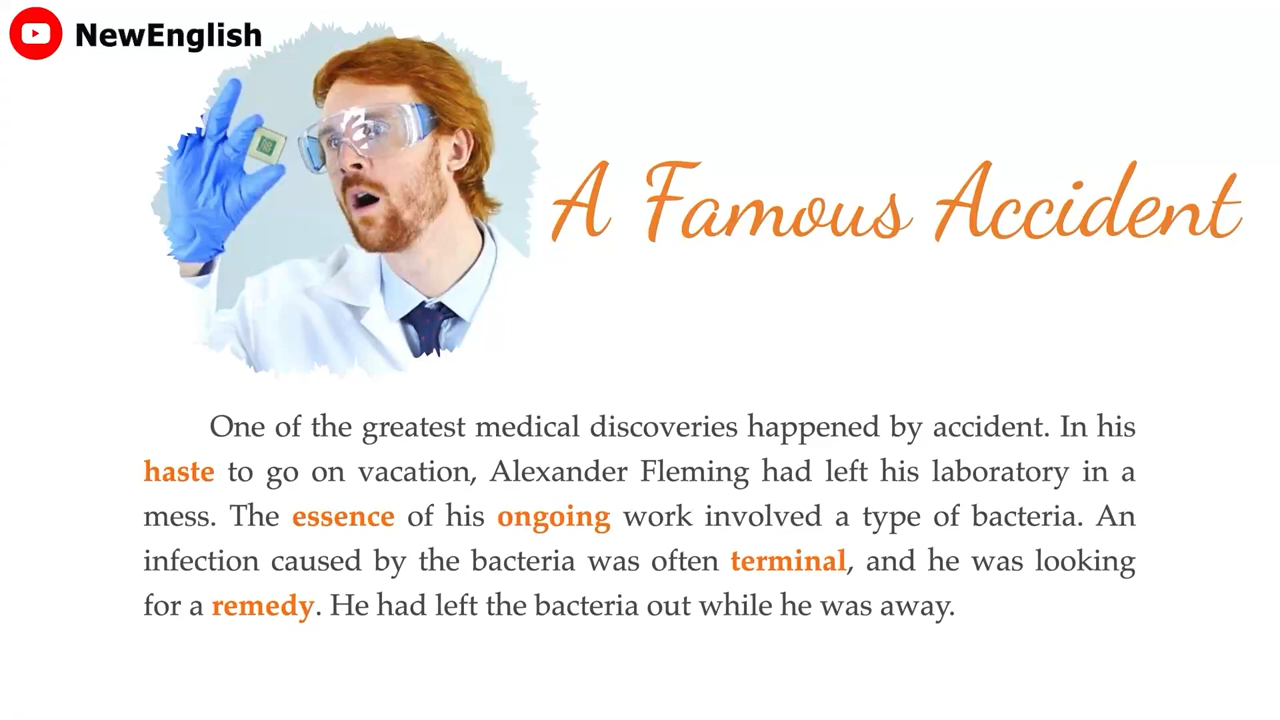 NewEnglish
A Famous Accident
One of the greatest medical discoveries happened by accident. In his
haste to go on vacation, Alexander Fleming had left his laboratory in a
mess. The essence of his ongoing work involved a type of bacteria. An
infection caused by the bacteria was often terminal, and he was looking
for a remedy. He had left the bacteria out while he was away.